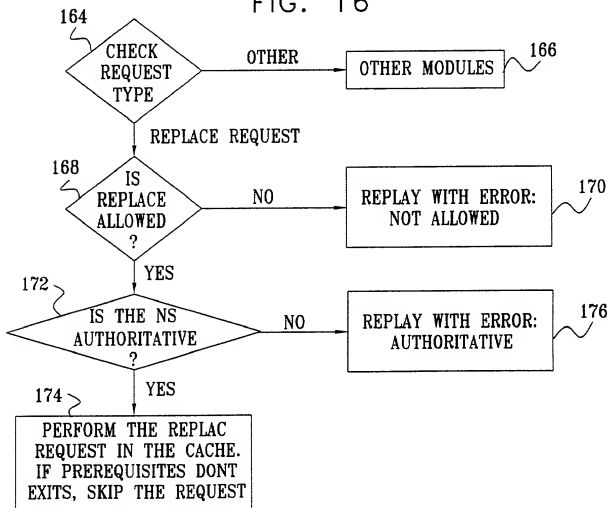 FIG. 16
164
CHECK
REQUEST
TYPE
OTHER
OTHER MODULES
166
REPLACE REQUEST
168
IS
REPLACE
ALLOWED
?
NO
REPLAY WITH ERROR:
NOT ALLOWED
170
YES
172
IS THE NS
AUTHORITATIVE
?
NO
REPLAY WITH ERROR:
AUTHORITATIVE
176
YES
174
PERFORM THE REPLAC
REQUEST IN THE CACHE.
IF PREREQUISITES DONT
EXITS, SKIP THE REQUEST